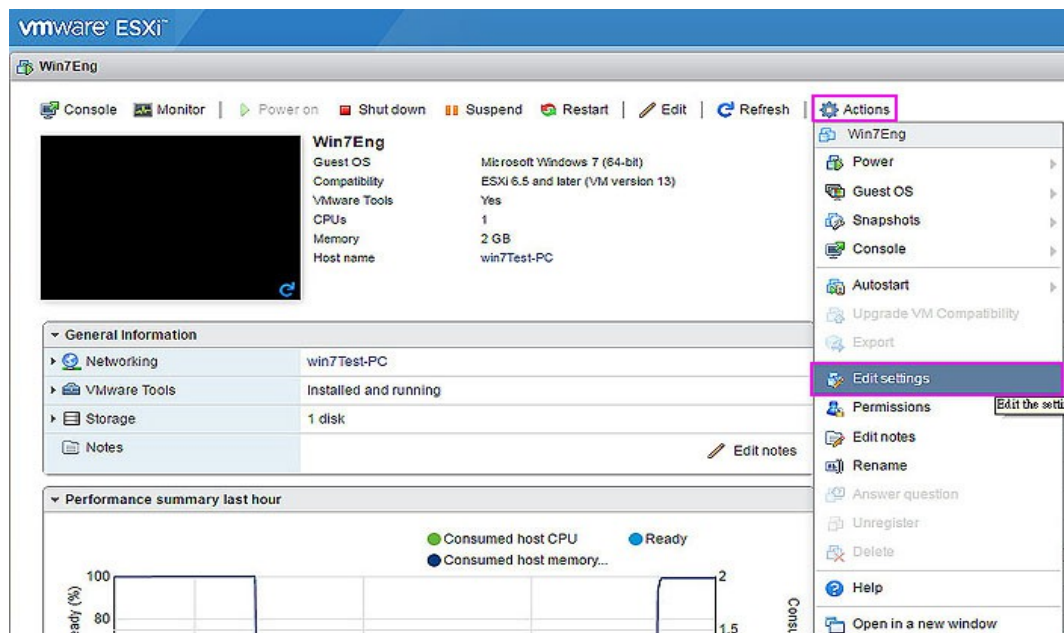 vmware ESXi™
Win7Eng
Console Monitor | Power on Shut down Suspend Restart | Edit | Refresh | Actions
Win7Eng
Guest OS Microsoft Windows 7 (64-bit)
Compatibility ESXi 6.5 and later (VM version 13)
VMware Tools Yes
CPUs 1
Memory 2 GB
Host name win7Test-PC
General Information
Networking win7Test-PC
VMware Tools Installed and running
Storage 1 disk
Notes Edit notes
Performance summary last hour
Consumed host CPU Ready
Consumed host memory...
100 2
80 1.5
Win7Eng
Power
Guest OS
Snapshots
Console
Autostart
Upgrade VM Compatibility
Export
Edit settings
Permissions
Edit the setti
Edit notes
Rename
Answer question
Unregister
Delete
Help
Open in a new window